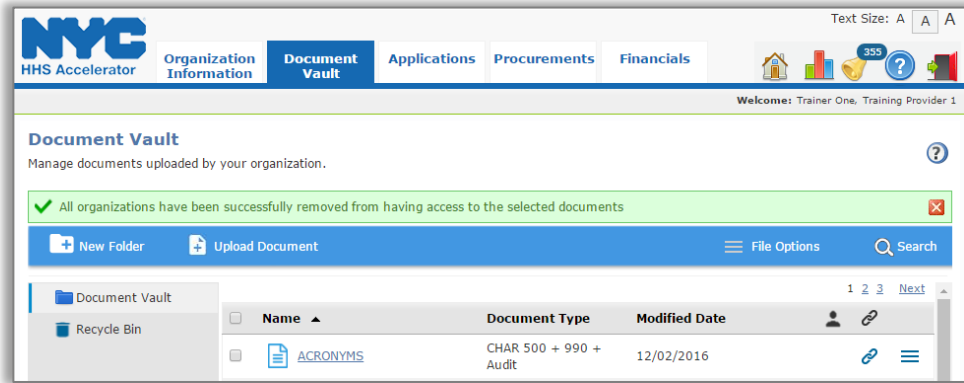 Text Size: A A A
NYC
HHS Accelerator
Organization Information
Document Vault
Applications
Procurements
Financials
355
?
Welcome: Trainer One, Training Provider 1
Document Vault
?
Manage documents uploaded by your organization.
All organizations have been successfully removed from having access to the selected documents
New Folder
Upload Document
File Options
Search
Document Vault
Recycle Bin
1 2 3 Next
Name
Document Type
Modified Date
ACRONYMS
CHAR 500 + 990 +
Audit
12/02/2016